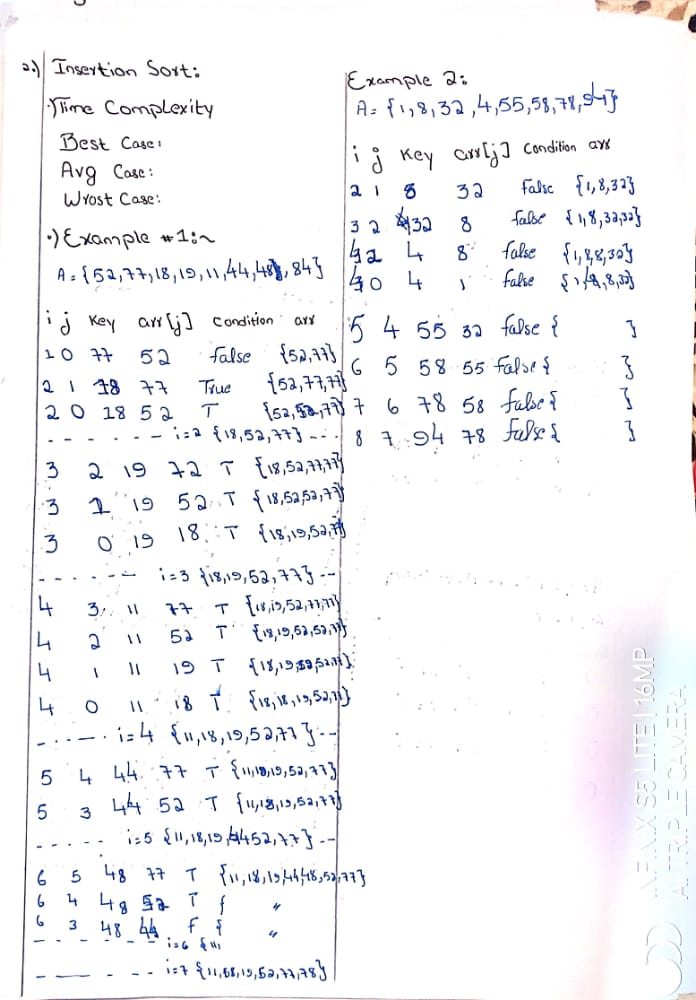 2.) Insertion Sort:
•) Time Complexity
Best Case:
Avg Case:
Wrost Case:
•) Example #1:~
A = {52,77,18,19,11,44,48, 84}
i j Key arr[j] Condition arr
1 0 77 52 False {52,77}
2 1 18 77 True {52,77,77}
2 0 18 52 T {52,52,77}
- - - - - - - i=2 {18,52,77} - - -
3 2 19 72 T {18,52,77,77}
3 1 19 52 T {18,52,52,77}
3 0 19 18 T {18,19,52,77}
- - - - - - i=3 {18,19,52,77} - -
4 3 11 77 T {18,19,52,77,77}
4 2 11 52 T {18,19,52,52,77}
4 1 11 19 T {18,19,52,77}
4 0 11 18 T {18,18,19,52,77}
- - - - - i=4 {11,18,19,52,77} - -
5 4 44 77 T {11,18,19,52,77}
5 3 44 52 T {11,18,19,52,77}
- - - - - i=5 {11,18,19,4452,77} - -
6 5 48 77 T {11,18,19,44,48,52,77}
6 4 48 52 T { "
6 3 48 44 F { "
- - - - - - - i=6 {"
- - - - - i=7 {11,68,19,52,77,78}
Example 2:
A = {1,8,32,4,55,58,78,94}
i j Key arr[j] Condition arr
2 1 8 32 False {1,8,32}
3 2 32 8 false {1,8,32,32}
4 2 4 8 false {1,8,8,32}
4 0 4 1 false {1,8,8,32}
5 4 55 32 false { }
6 5 58 55 False { }
7 6 78 58 false { }
8 7 94 78 False { }
INFINIX S5 LITE | 16MP
AI TRIPLE CAMERA